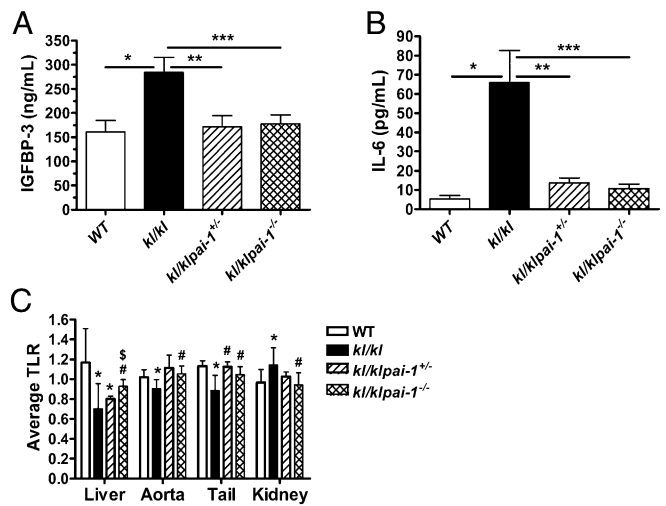 A
IGFBP-3 (ng/mL)
350
300
250
200
150
100
50
0
*
**
***
WT
kl/kl
kl/klpai-1+/-
kl/klpai-1-/-
B
IL-6 (pg/mL)
90
80
70
60
50
40
30
20
10
0
*
**
***
WT
kl/kl
kl/klpai-1+/-
kl/klpai-1-/-
C
Average TLR
1.6
1.4
1.2
1.0
0.8
0.6
0.4
0.2
0.0
* * $ #
* #
# * #
* #
Liver Aorta Tail Kidney
WT
kl/kl
kl/klpai-1+/-
kl/klpai-1-/-